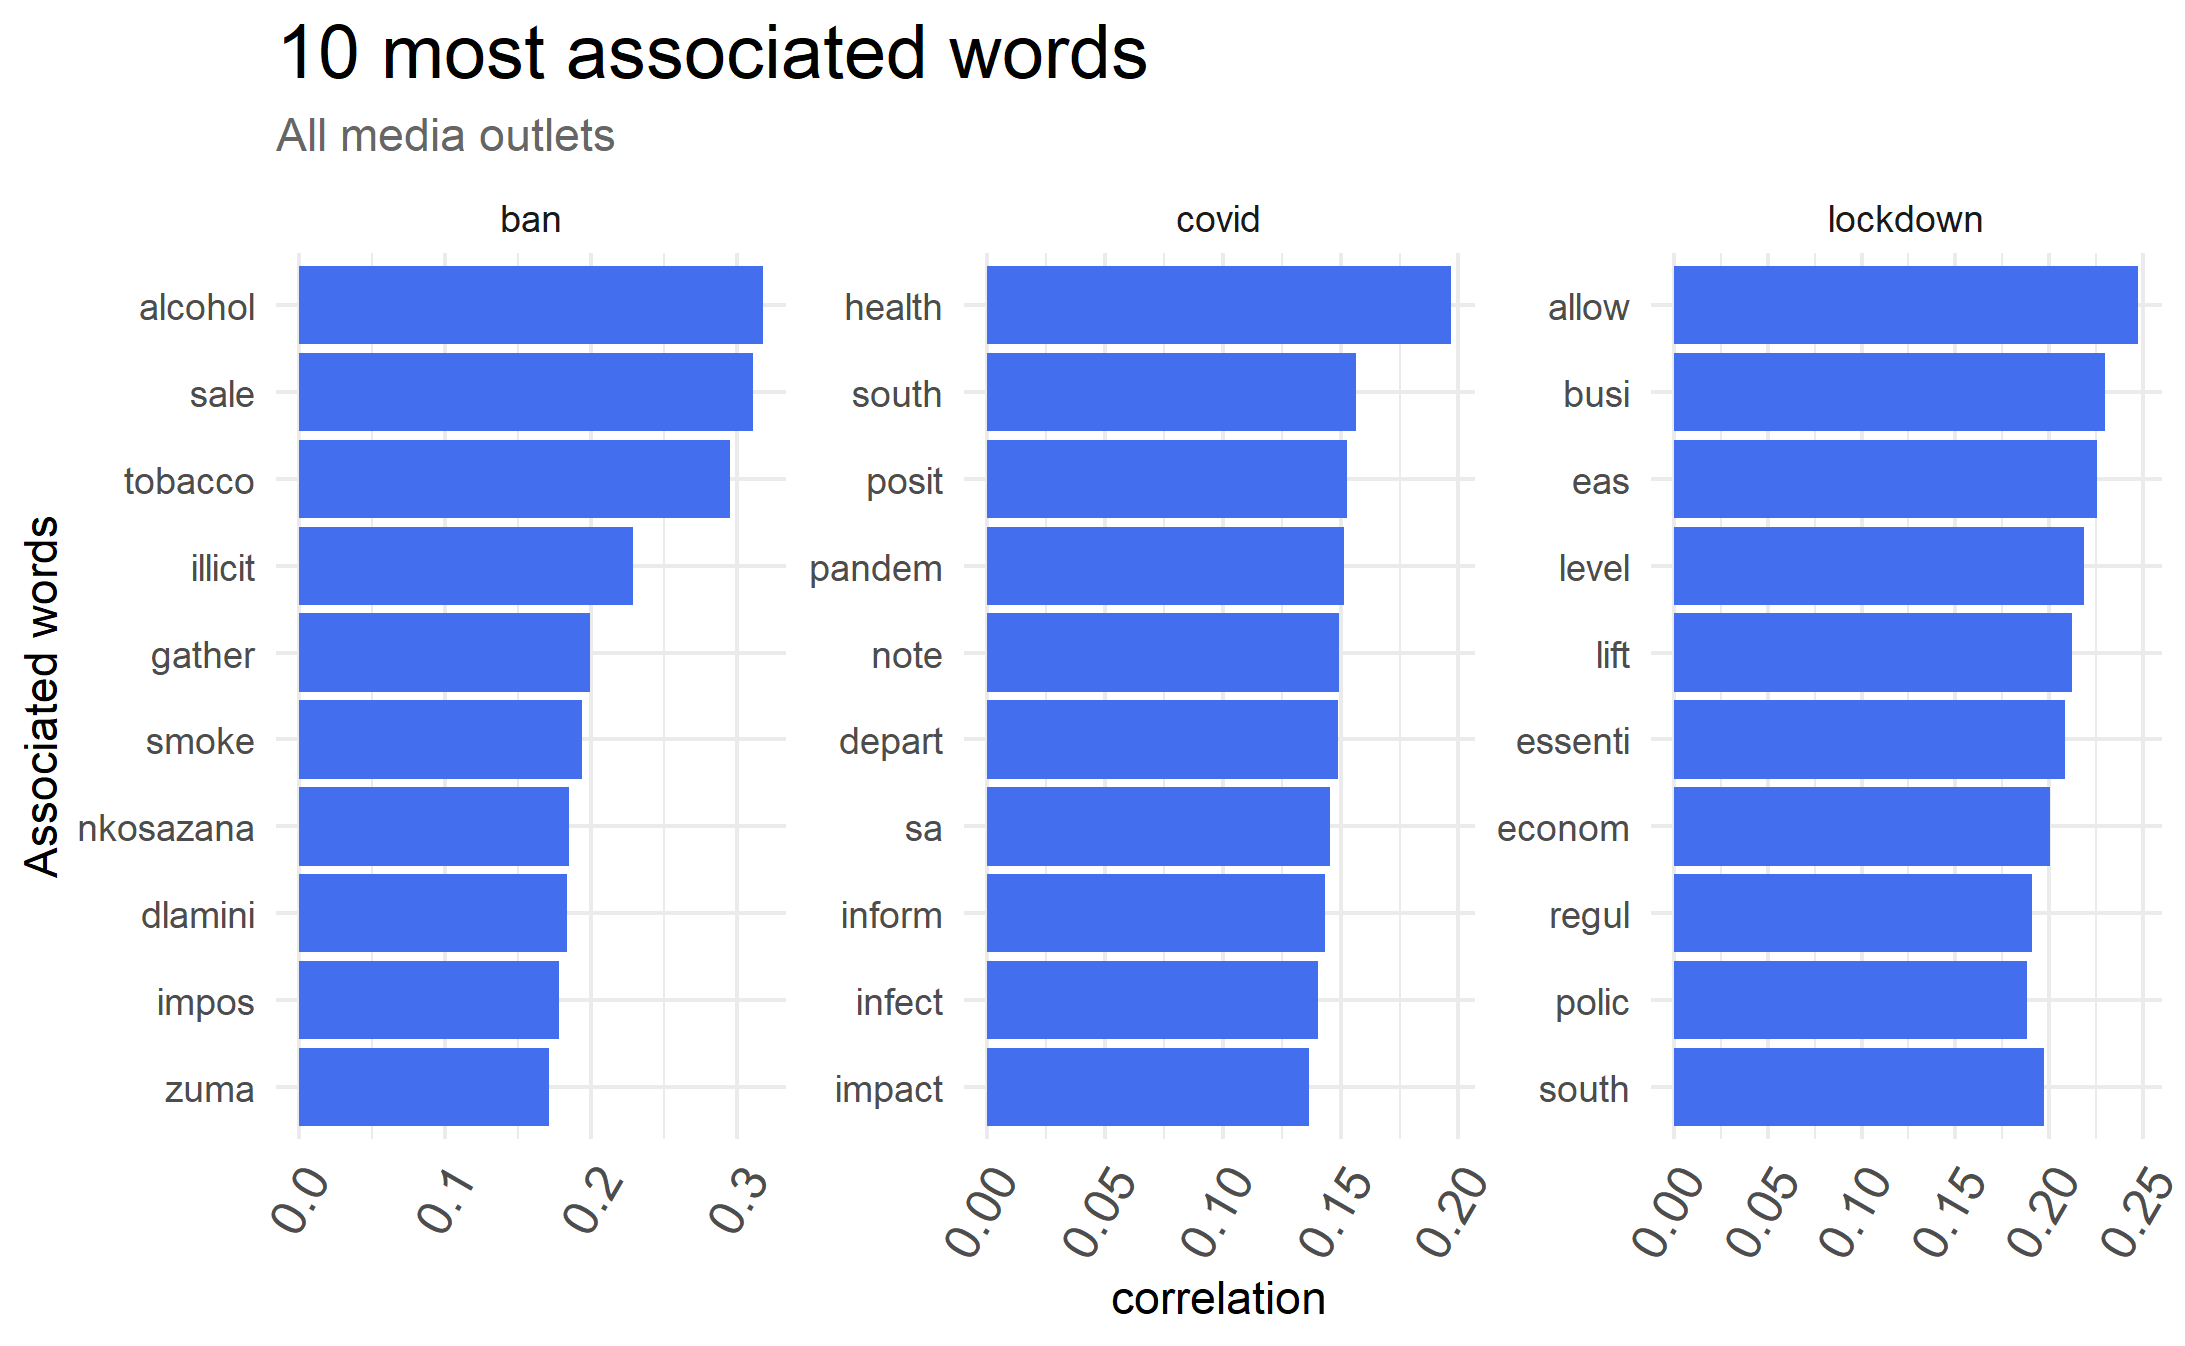 10 most associated words
All media outlets
ban
covid
lockdown
Associated words
alcohol
sale
tobacco
illicit
gather
smoke
nkosazana
dlamini
impos
zuma
0.0 0.1 0.2 0.3
health
south
posit
pandem
note
depart
sa
inform
infect
impact
0.00 0.05 0.10 0.15 0.20
allow
busi
eas
level
lift
essenti
econom
regul
polic
south
0.00 0.05 0.10 0.15 0.20 0.25
correlation